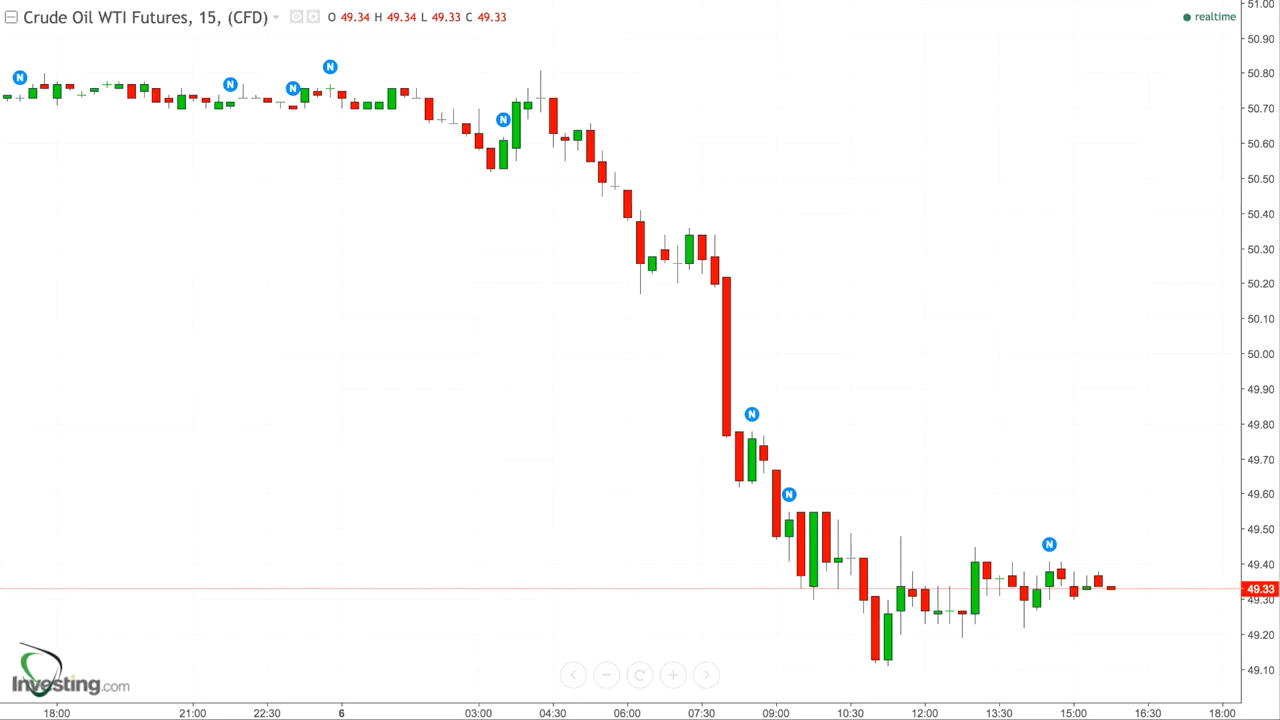 Crude Oil WTI Futures, 15, (CFD) O 49.34 H 49.34 L 49.33 C 49.33
realtime
51.00
50.90
50.80
50.70
50.60
50.50
50.40
50.30
50.20
50.10
50.00
49.90
49.80
49.70
49.60
49.50
49.40
49.33
49.30
49.20
49.10
N
N
N
N
N
N
N
N
Investing.com
18:00 21:00 22:30 6 03:00 04:30 06:00 07:30 09:00 10:30 12:00 13:30 15:00 16:30 18:00